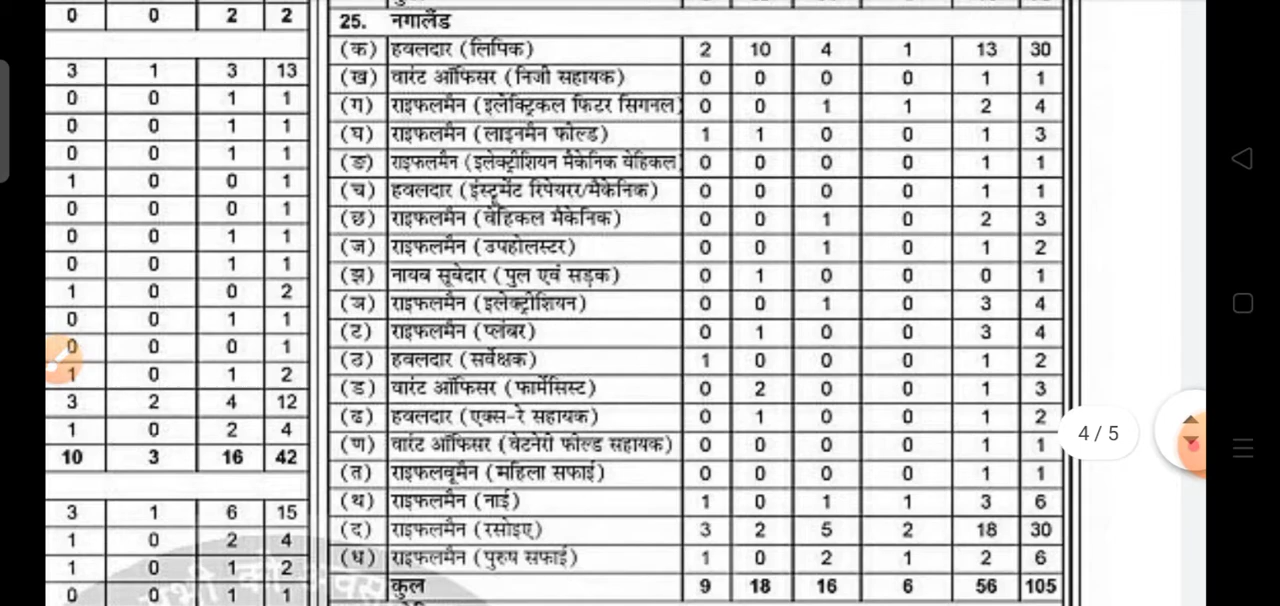 0 0 2 2
3 1 3 13
0 0 1 1
0 0 1 1
0 0 1 1
1 0 0 1
0 0 0 1
0 0 1 1
0 0 1 1
1 0 0 2
0 0 1 1
0 0 0 1
1 0 1 2
3 2 4 12
1 0 2 4
10 3 16 42
3 1 6 15
1 0 2 4
1 0 1 2
0 0 1 1
25. नगालैंड
(क) हवलदार (लिपिक) 2 10 4 1 13 30
(ख) वारंट ऑफिसर (निजी सहायक) 0 0 0 0 1 1
(ग) राइफलमैन (इलेक्ट्रिकल फिटर सिगनल) 0 0 1 1 2 4
(घ) राइफलमैन (लाइनमैन फील्ड) 1 1 0 0 1 3
(ङ) राइफलमैन (इलेक्ट्रीशियन मैकेनिक वेहिकल) 0 0 0 0 1 1
(च) हवलदार (इंस्ट्रूमेंट रिपेयरर/मैकेनिक) 0 0 0 0 1 1
(छ) राइफलमैन (वेहिकल मैकेनिक) 0 0 1 0 2 3
(ज) राइफलमैन (उपहोलस्टर) 0 0 1 0 1 2
(झ) नायब सूबेदार (पुल एवं सड़क) 0 1 0 0 0 1
(ञ) राइफलमैन (इलेक्ट्रीशियन) 0 0 1 0 3 4
(ट) राइफलमैन (प्लंबर) 0 1 0 0 3 4
(ठ) हवलदार (सर्वेक्षक) 1 0 0 0 1 2
(ड) वारंट ऑफिसर (फार्मेसिस्ट) 0 2 0 0 1 3
(ढ) हवलदार (एक्स-रे सहायक) 0 1 0 0 1 2
(ण) वारंट ऑफिसर (वेटनेरी फील्ड सहायक) 0 0 0 0 1 1
(त) राइफलवूमैन (महिला सफाई) 0 0 0 0 1 1
(थ) राइफलमैन (नाई) 1 0 1 1 3 6
(द) राइफलमैन (रसोइए) 3 2 5 2 18 30
(ध) राइफलमैन (पुरुष सफाई) 1 0 2 1 2 6
कुल 9 18 16 6 56 105
4 / 5